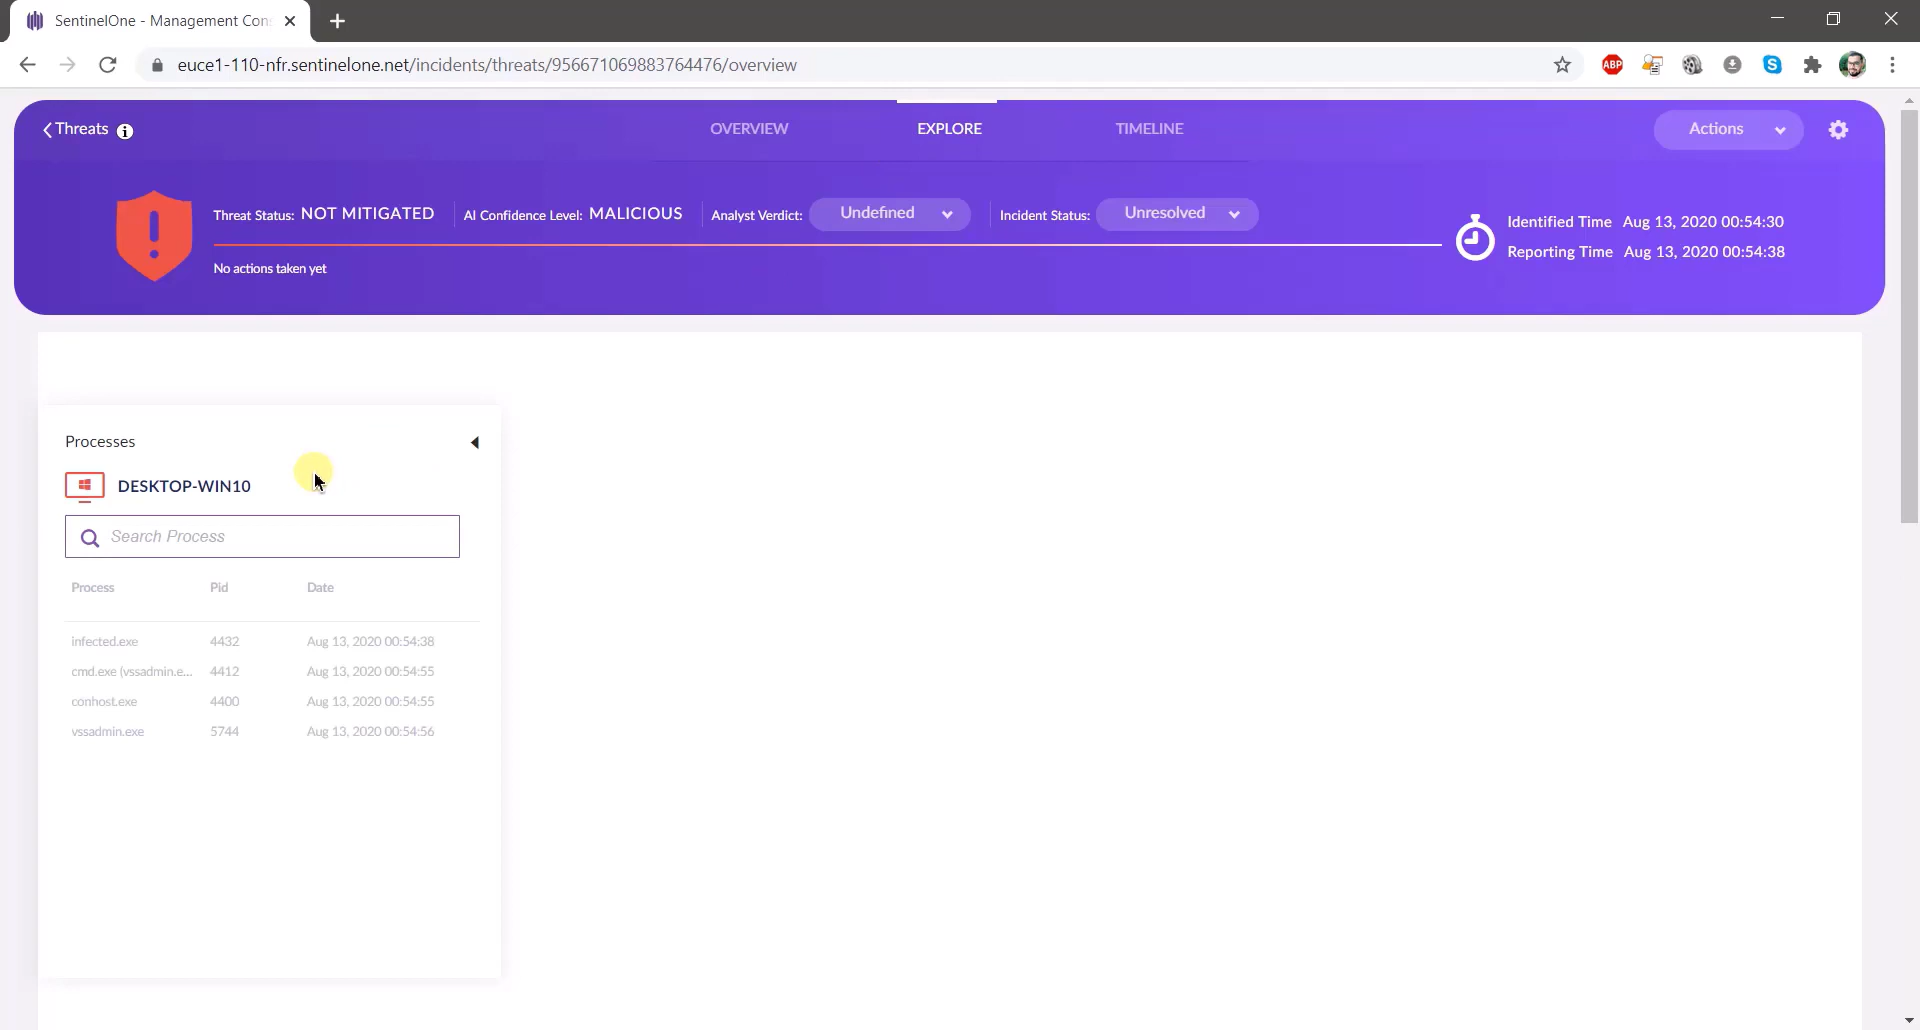 SentinelOne - Management Con
euce1-110-nfr.sentinelone.net/incidents/threats/956671069883764476/overview
ABP
Threats
OVERVIEW
EXPLORE
TIMELINE
Actions
Threat Status: NOT MITIGATED
AI Confidence Level: MALICIOUS
Analyst Verdict: Undefined
Incident Status: Unresolved
Identified Time Aug 13, 2020 00:54:30
Reporting Time Aug 13, 2020 00:54:38
No actions taken yet
Processes
DESKTOP-WIN10
Search Process
Process Pid Date
infected.exe 4432 Aug 13, 2020 00:54:38
cmd.exe (vssadmin.e... 4412 Aug 13, 2020 00:54:55
conhost.exe 4400 Aug 13, 2020 00:54:55
vssadmin.exe 5744 Aug 13, 2020 00:54:56